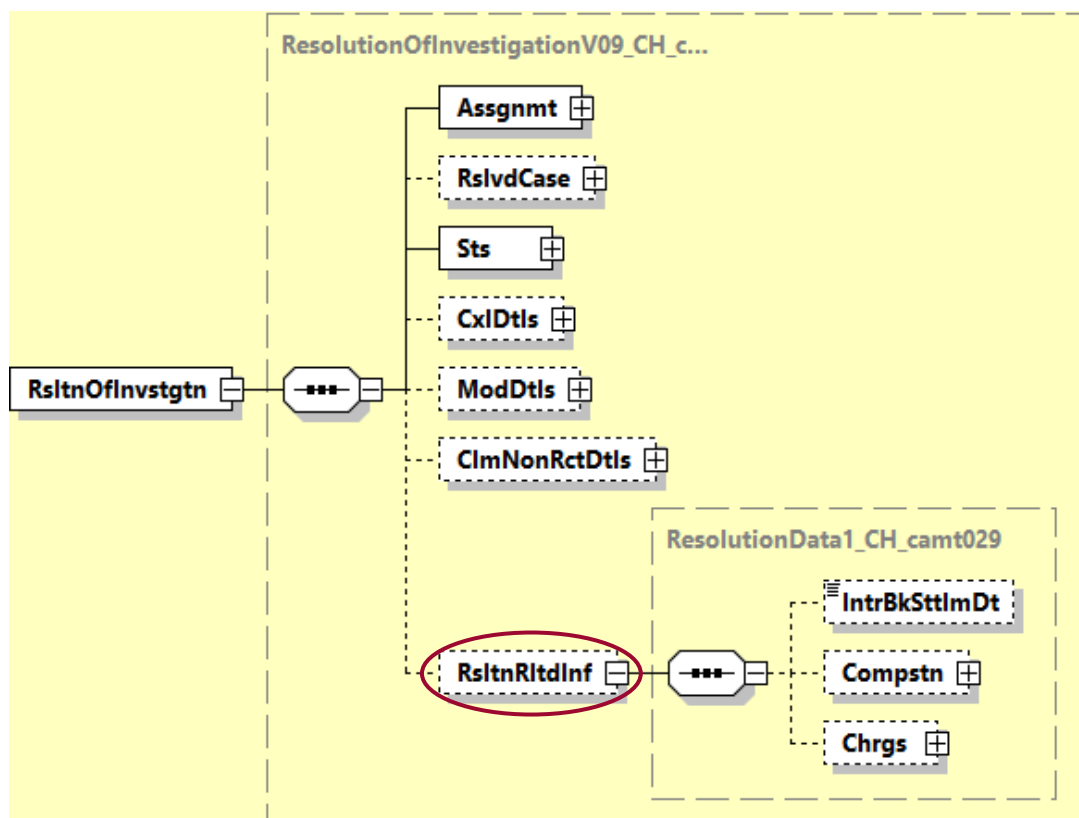 ResolutionOfInvestigationV09_CH_c...
Assgnmt
RslvdCase
Sts
CxlDtls
RsltnOfInvstgtn
ModDtls
ClmNonRctDtls
ResolutionData1_CH_camt029
IntrBkSttlmDt
RsltnRltdInf
Compstn
Chrgs